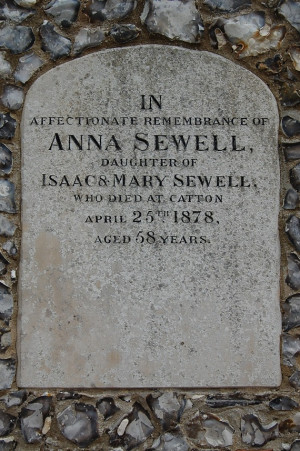 IN
AFFECTIONATE REMEMBRANCE OF
ANNA SEWELL,
DAUGHTER OF
ISAAC & MARY SEWELL,
WHO DIED AT CATTON
APRIL 25TH 1878,
AGED 58 YEARS.